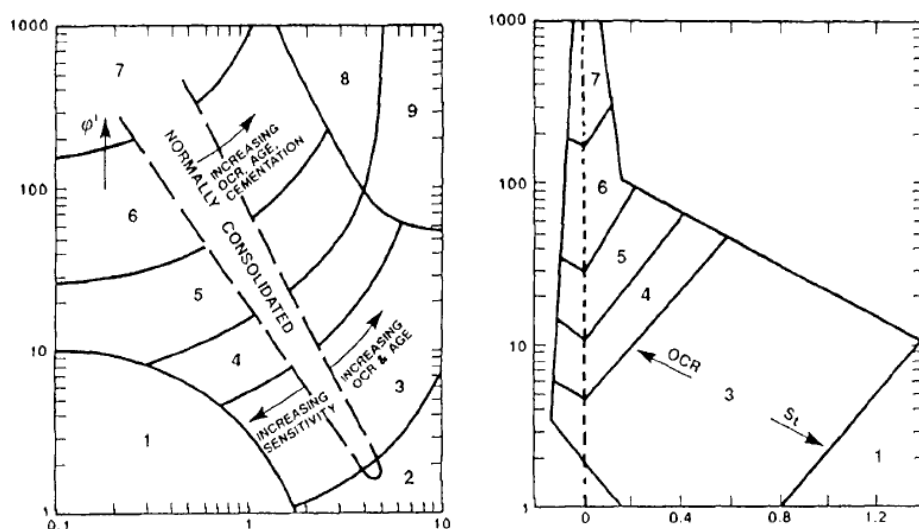 1000
100
10
1
0.1
1
10
φ'
7
8
9
6
5
4
3
1
2
NORMALLY CONSOLIDATED
INCREASING
OCR, AGE,
CEMENTATION
INCREASING
OCR & AGE
INCREASING
SENSITIVITY
1000
100
10
1
0
0.4
0.8
1.2
7
6
5
4
3
1
OCR
St